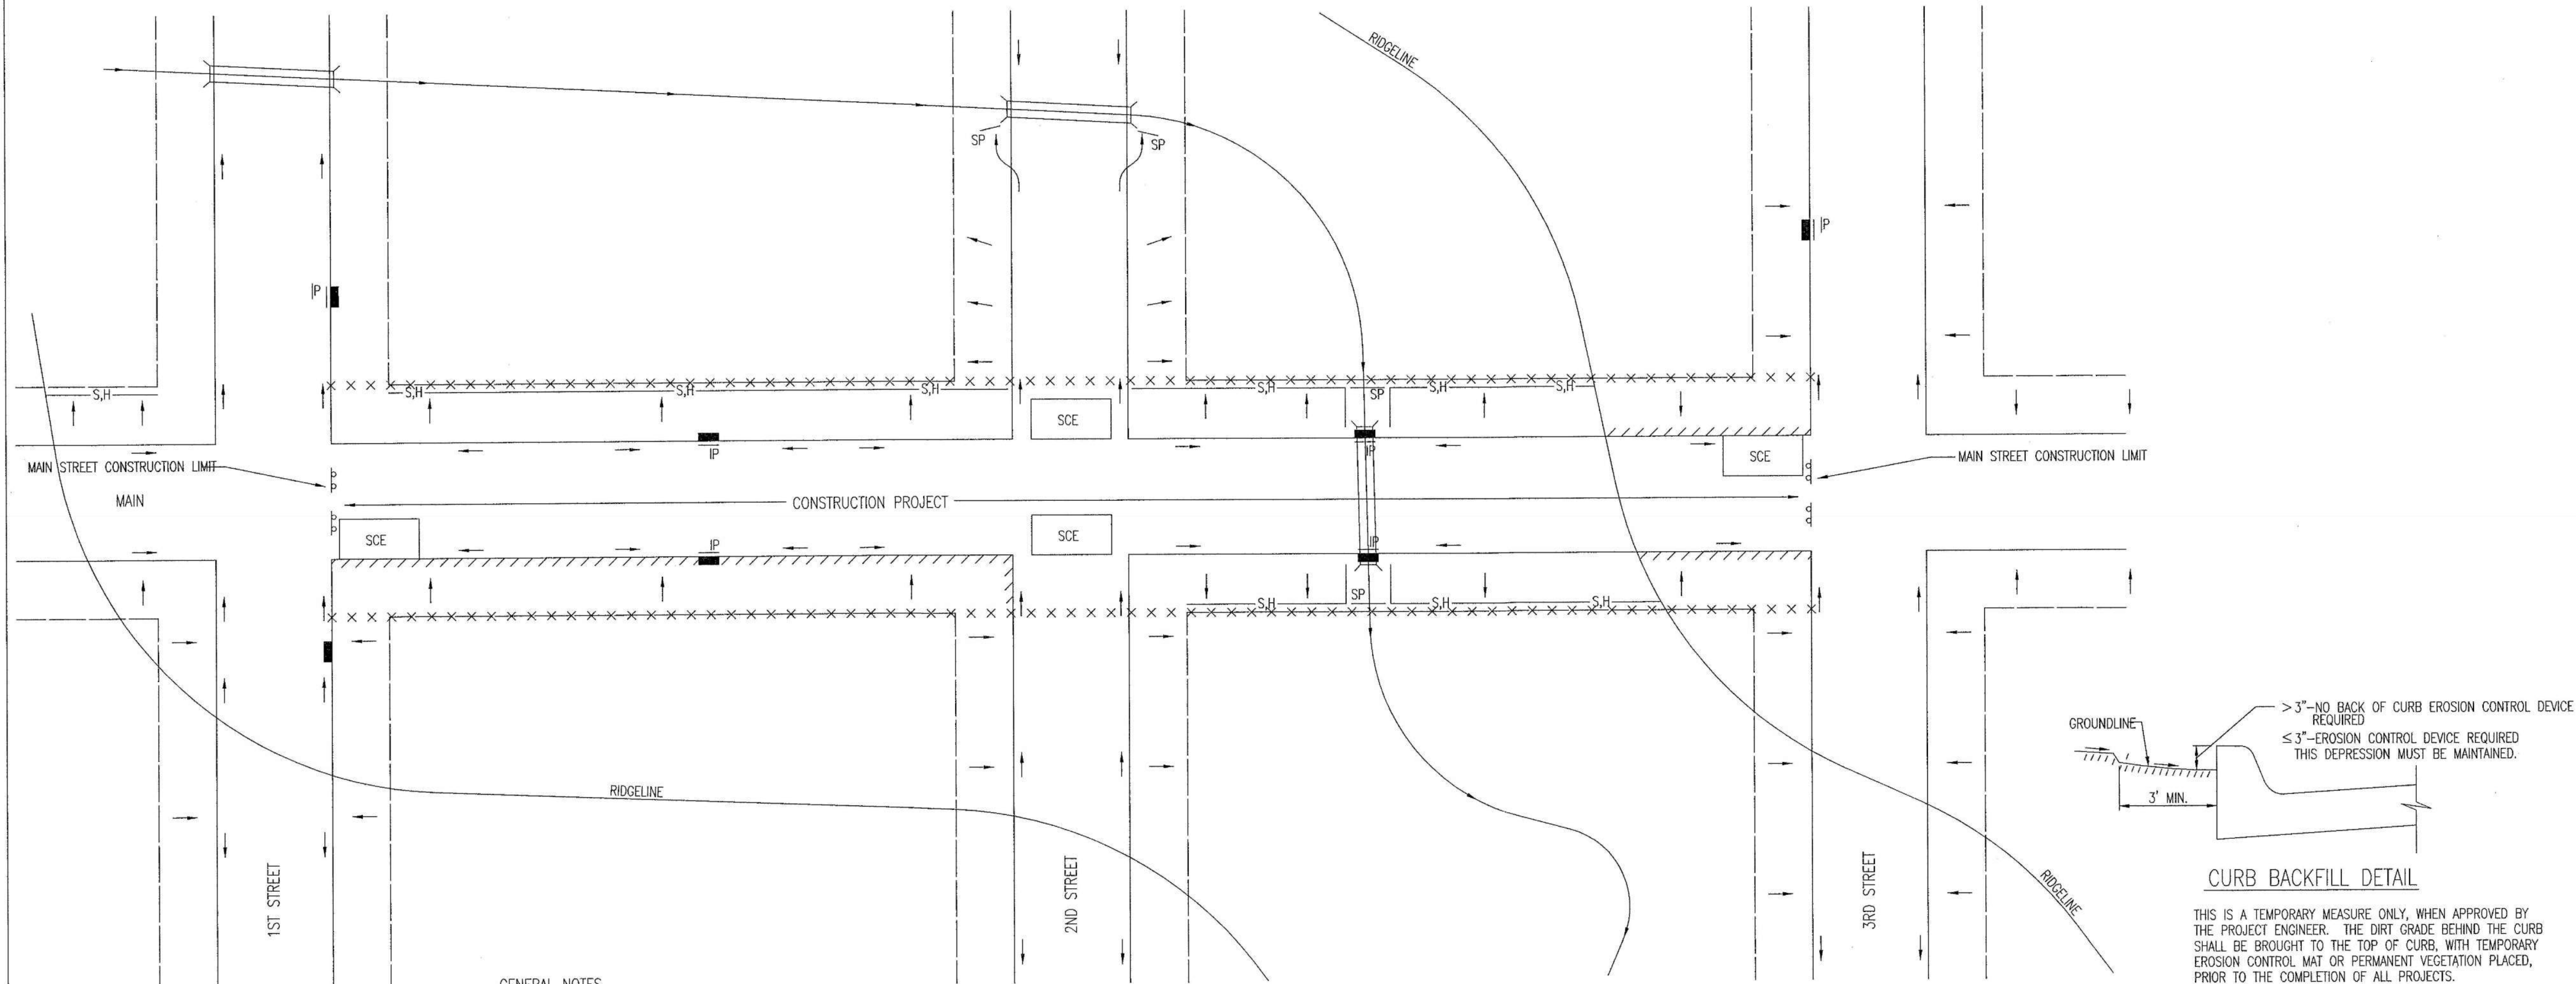 RIDGELINE
SP
SP
IP
IP
S,H
S,H
S,H
S,H
S,H
SP
S,H
S,H
SCE
IP
IP
SCE
MAIN STREET CONSTRUCTION LIMIT
MAIN STREET CONSTRUCTION LIMIT
MAIN
CONSTRUCTION PROJECT
SCE
SCE
IP
IP
S,H
SP
S,H
S,H
RIDGELINE
1ST STREET
2ND STREET
3RD STREET
RIDGELINE
GROUNDLINE
>3"-NO BACK OF CURB EROSION CONTROL DEVICE
REQUIRED
≤3"-EROSION CONTROL DEVICE REQUIRED
THIS DEPRESSION MUST BE MAINTAINED.
3' MIN.
CURB BACKFILL DETAIL
THIS IS A TEMPORARY MEASURE ONLY, WHEN APPROVED BY
THE PROJECT ENGINEER. THE DIRT GRADE BEHIND THE CURB
SHALL BE BROUGHT TO THE TOP OF CURB, WITH TEMPORARY
EROSION CONTROL MAT OR PERMANENT VEGETATION PLACED,
PRIOR TO THE COMPLETION OF ALL PROJECTS.
GENERAL NOTES